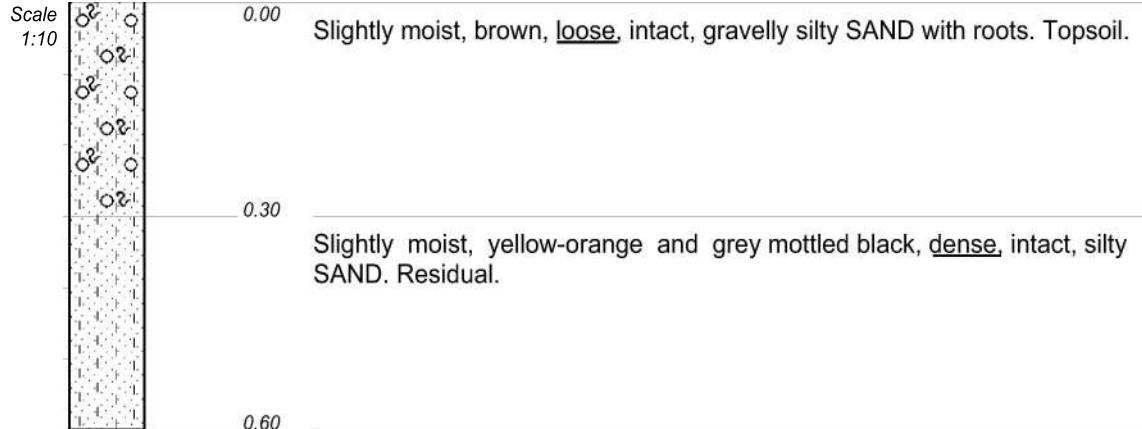 Scale
1:10
0.00
Slightly moist, brown, loose, intact, gravelly silty SAND with roots. Topsoil.
0.30
Slightly moist, yellow-orange and grey mottled black, dense, intact, silty
SAND. Residual.
0.60